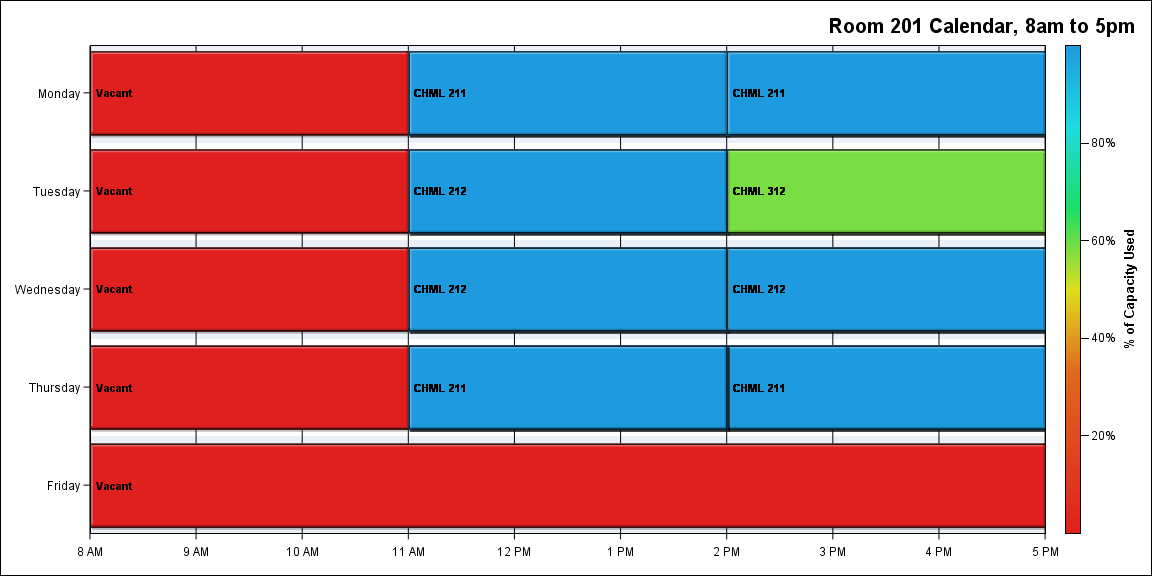 Room 201 Calendar, 8am to 5pm
Monday
Vacant
CHML 211
CHML 211
Tuesday
Vacant
CHML 212
CHML 312
Wednesday
Vacant
CHML 212
CHML 212
Thursday
Vacant
CHML 211
CHML 211
Friday
Vacant
8 AM
9 AM
10 AM
11 AM
12 PM
1 PM
2 PM
3 PM
4 PM
5 PM
80%
60%
40%
20%
% of Capacity Used